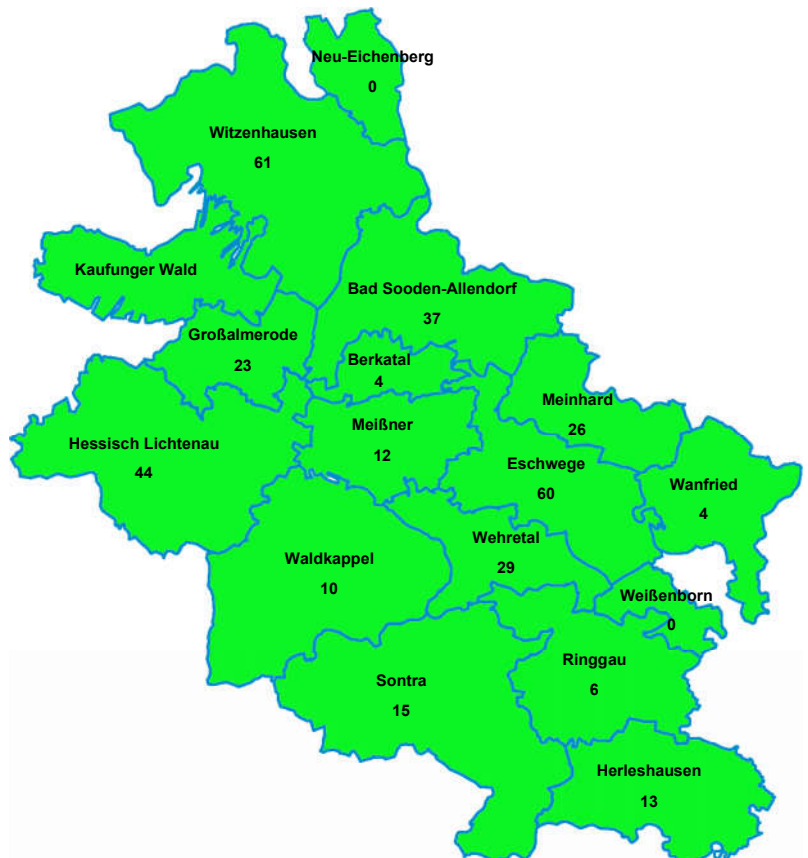 Neu-Eichenberg
0
Witzenhausen
61
Kaufunger Wald
Bad Sooden-Allendorf
37
Großalmerode
23
Berkatal
4
Meinhard
26
Meißner
12
Hessisch Lichtenau
44
Eschwege
60
Wanfried
4
Wehretal
29
Waldkappel
10
Weißenborn
0
Ringgau
6
Sontra
15
Herleshausen
13